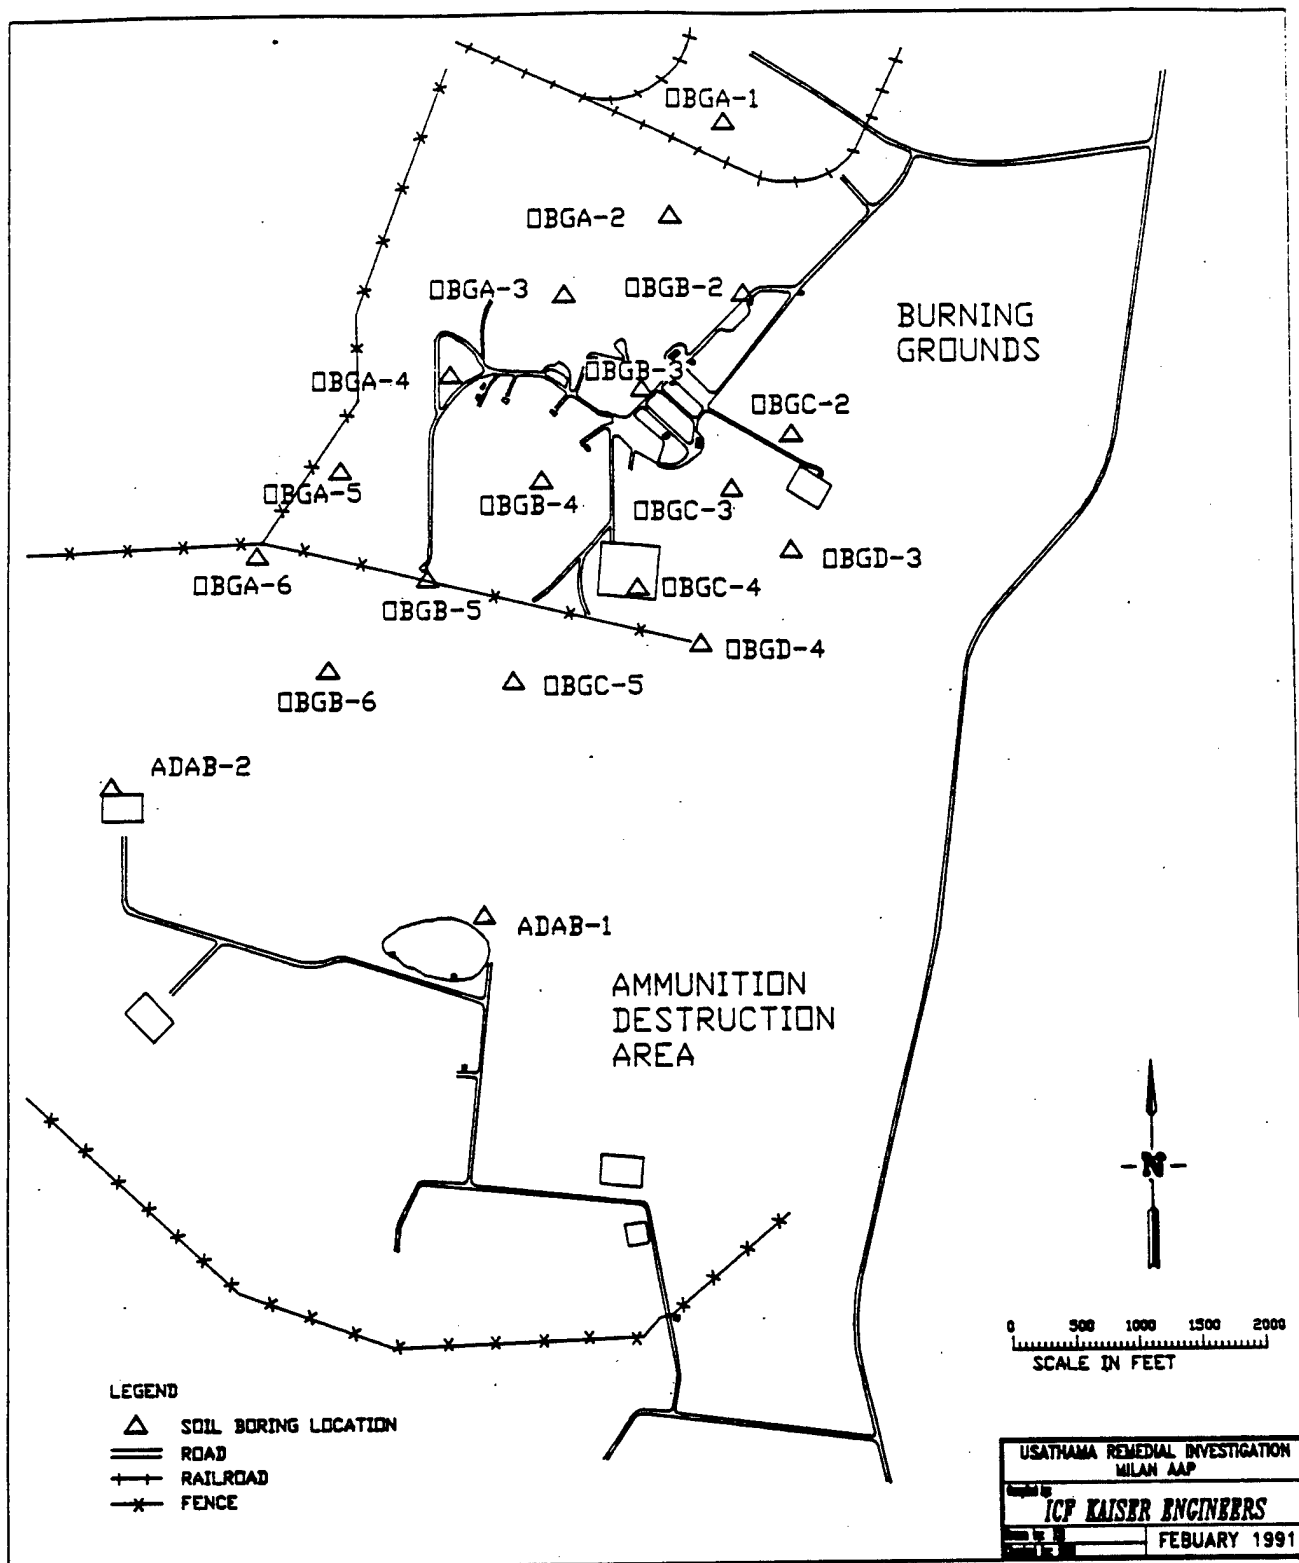 OBGA-1
OBGA-2
OBGA-3
OBGB-2
BURNING
GROUNDS
OBGA-4
OBGB-3
OBGC-2
OBGA-5
OBGB-4
OBGC-3
OBGD-3
OBGA-6
OBGB-5
OBGC-4
OBGD-4
OBGB-6
OBGC-5
ADAB-2
ADAB-1
AMMUNITION
DESTRUCTION
AREA
N
0 500 1000 1500 2000
SCALE IN FEET
LEGEND
SOIL BORING LOCATION
ROAD
RAILROAD
FENCE
USATHAMA REMEDIAL INVESTIGATION
MILAN AAP
ICF KAISER ENGINEERS
FEBUARY 1991